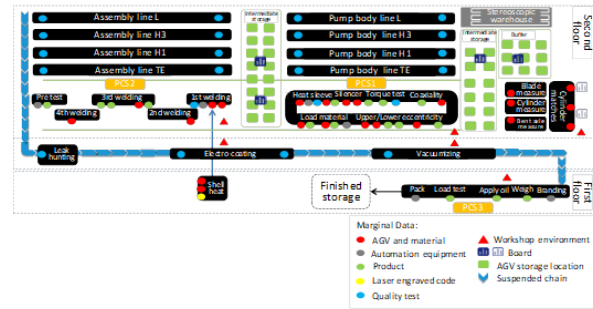 Assembly line L
Assembly line H3
Assembly line H1
Assembly line TE
PCS2
Intermediate
storage
Pump body line L
Pump body line H3
Pump body line H1
Pump body line TE
PCS1
Stereoscopic
warehouse
Intermediate
storage
Buffer
Second
floor
Pre test
3rd welding
1st welding
4th welding
2nd welding
Heat sleeve
Silencer
Torque test
Coaxiality
Load material
Upper/Lower eccentricity
Blade
measure
Cylinder
measure
Bent axle
measure
Cylinder
matches
Leak
hunting
Electro-coating
Vacuumizing
Shell
heat
Finished
storage
Pack
Load test
Apply oil
Weigh
Branding
PCS3
First
floor
Marginal Data:
AGV and material
Automation equipment
Product
Laser engraved code
Quality test
Workshop environment
Board
AGV storage location
Suspended chain